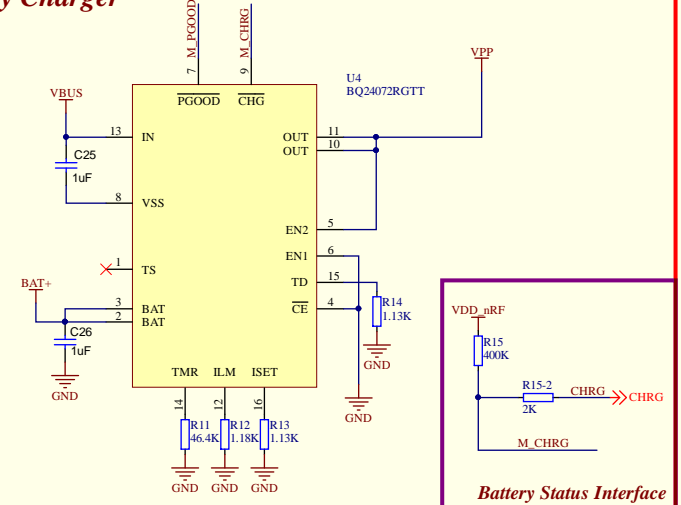 y Charger
M_PGOOD
M_CHRG
7
9
U4
BQ24072RGTT
VPP
VBUS
PGOOD
CHG
13
IN
C25
1uF
8
VSS
OUT
11
OUT
10
EN2
5
EN1
6
TD
15
CE
4
1
TS
BAT+
3
BAT
2
BAT
C26
1uF
GND
R14
1.13K
GND
TMR
ILM
ISET
14
12
16
R11
46.4K
R12
1.18K
R13
1.13K
GND
GND
GND
GND
VDD_nRF
R15
400K
R15-2
2K
CHRG
CHRG
M_CHRG
Battery Status Interface